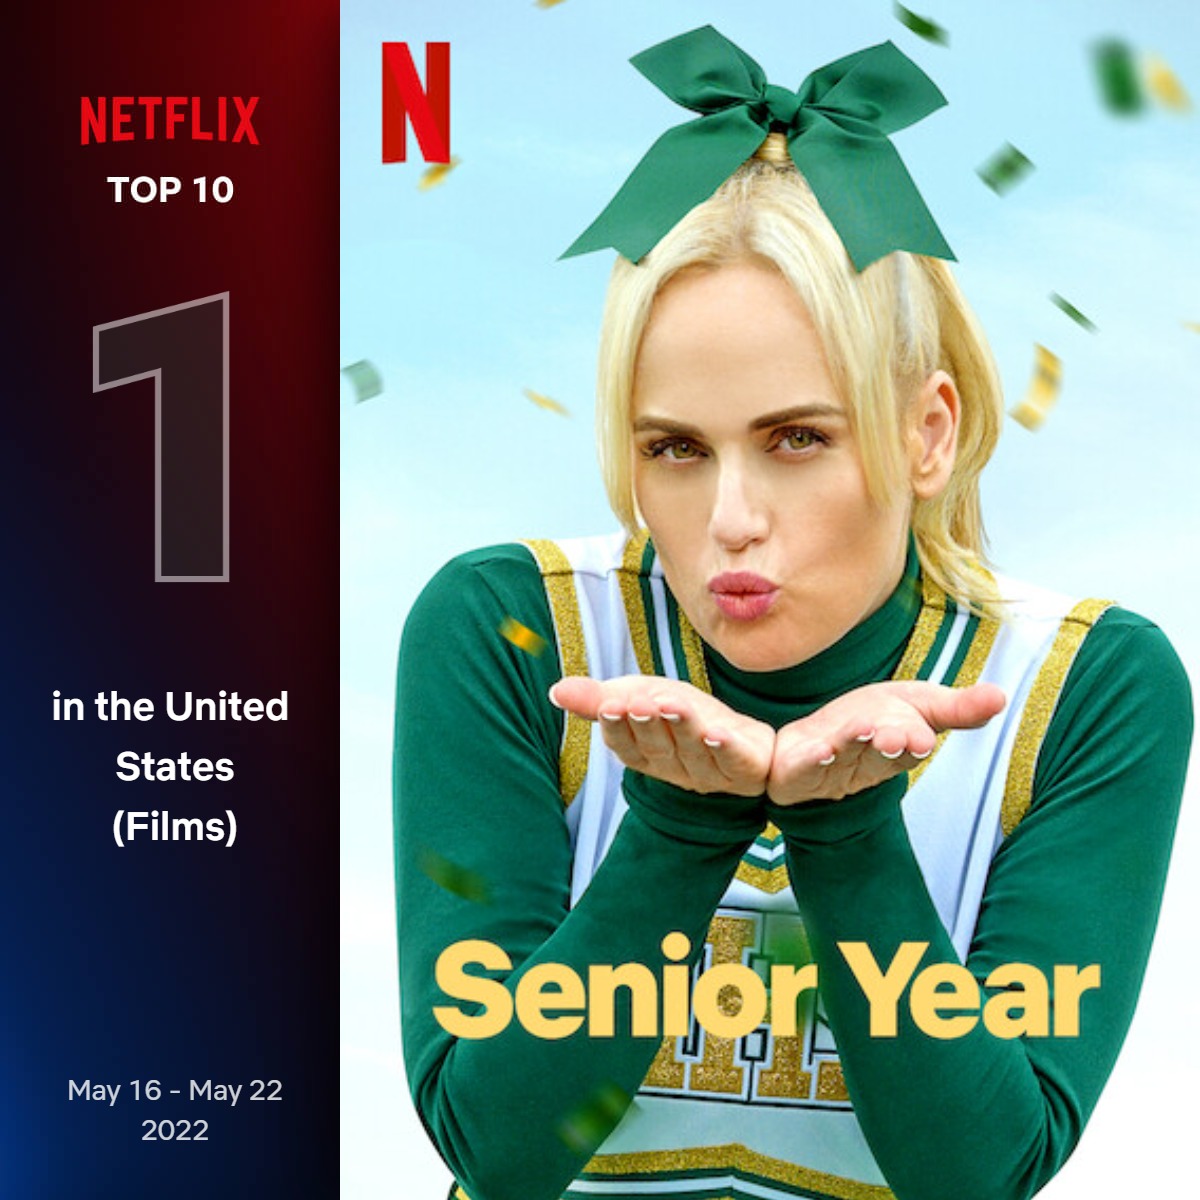 NETFLIX
TOP 10
1
in the United
States
(Films)
May 16 - May 22
2022
N
Senior Year